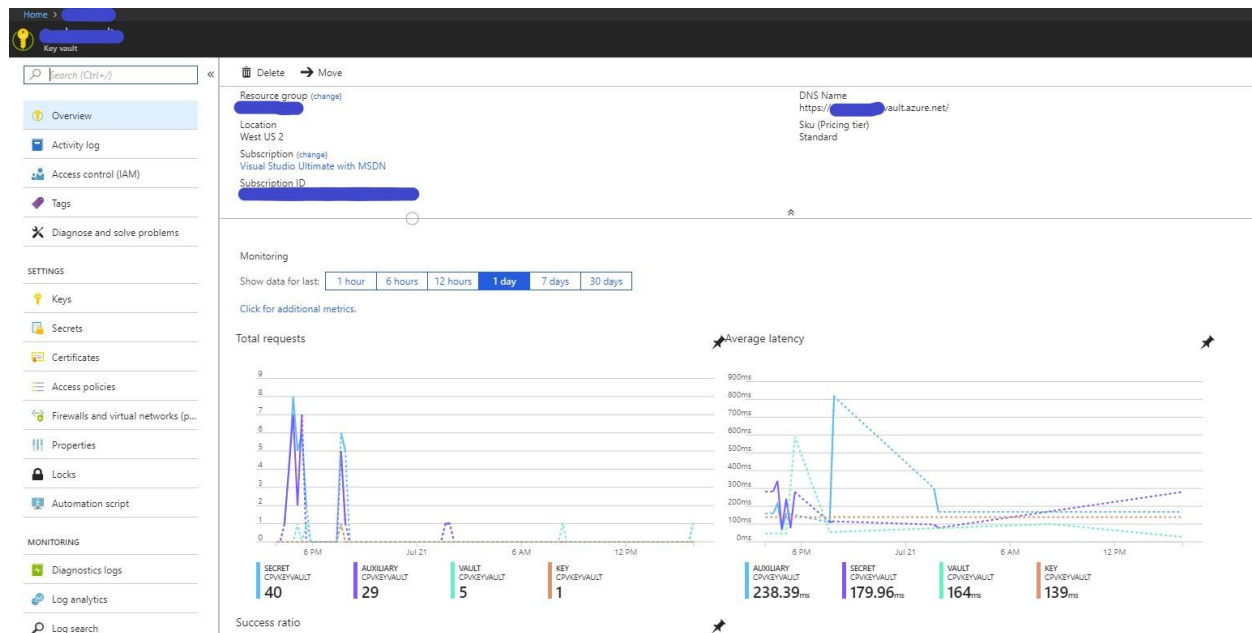 Home >
Key vault
Search (Ctrl+/)
«
Overview
Activity log
Access control (IAM)
Tags
Diagnose and solve problems
SETTINGS
Keys
Secrets
Certificates
Access policies
Firewalls and virtual networks (p...
Properties
Locks
Automation script
MONITORING
Diagnostics logs
Log analytics
Log search
Delete Move
Resource group (change)
Location
West US 2
Subscription (change)
Visual Studio Ultimate with MSDN
Subscription ID
DNS Name
https:// vault.azure.net/
Sku (Pricing tier)
Standard
Monitoring
Show data for last: 1 hour 6 hours 12 hours 1 day 7 days 30 days
Click for additional metrics.
Total requests
9
8
7
6
5
4
3
2
1
0
6 PM Jul 21 6 AM 12 PM
SECRET AUXILIARY VAULT KEY
CPVKEYVAULT CPVKEYVAULT CPVKEYVAULT CPVKEYVAULT
40 29 5 1
Average latency
900ms
800ms
700ms
600ms
500ms
400ms
300ms
200ms
100ms
0ms
6 PM Jul 21 6 AM 12 PM
AUXILIARY SECRET VAULT KEY
CPVKEYVAULT CPVKEYVAULT CPVKEYVAULT CPVKEYVAULT
238.39ms 179.96ms 164ms 139ms
Success ratio